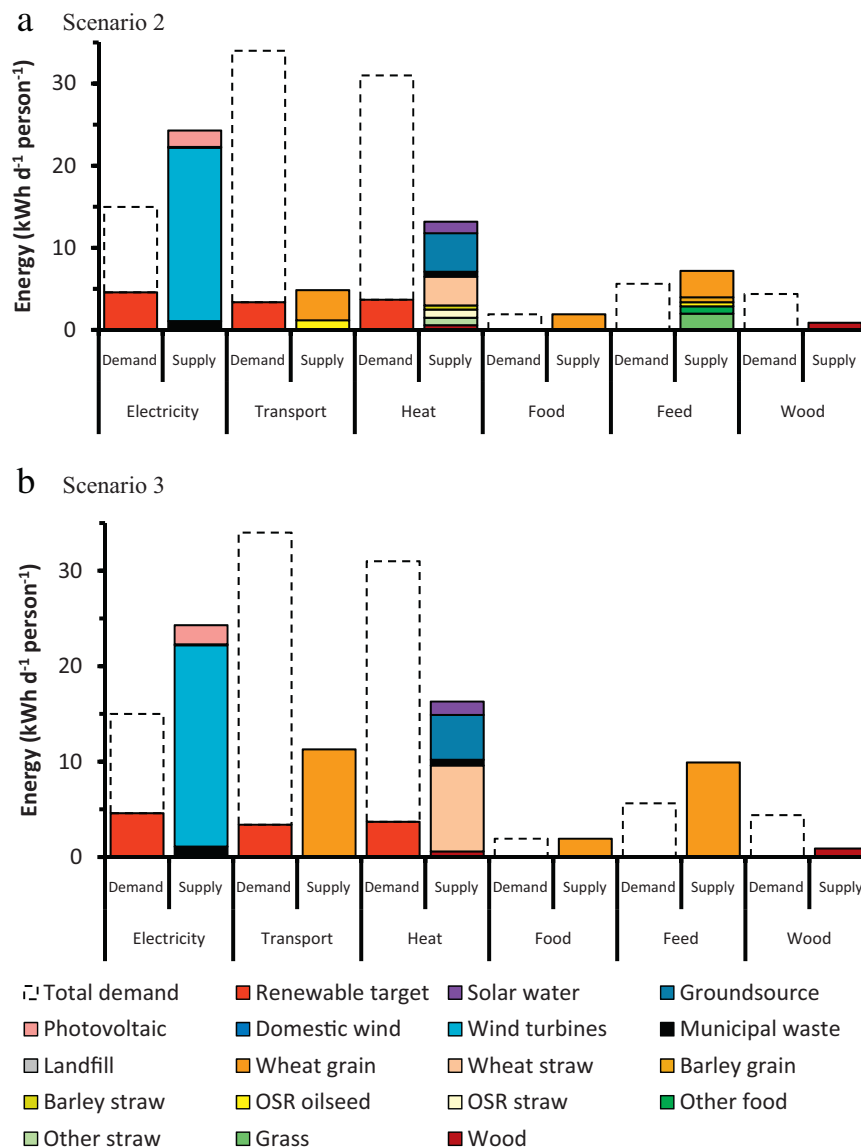 a Scenario 2
Energy (kWh d⁻¹ person⁻¹)
30
20
10
0
Demand Supply Demand Supply Demand Supply Demand Supply Demand Supply Demand Supply
Electricity Transport Heat Food Feed Wood
b Scenario 3
Energy (kWh d⁻¹ person⁻¹)
30
20
10
0
Demand Supply Demand Supply Demand Supply Demand Supply Demand Supply Demand Supply
Electricity Transport Heat Food Feed Wood
Total demand Renewable target Solar water Groundsource
Photovoltaic Domestic wind Wind turbines Municipal waste
Landfill Wheat grain Wheat straw Barley grain
Barley straw OSR oilseed OSR straw Other food
Other straw Grass Wood